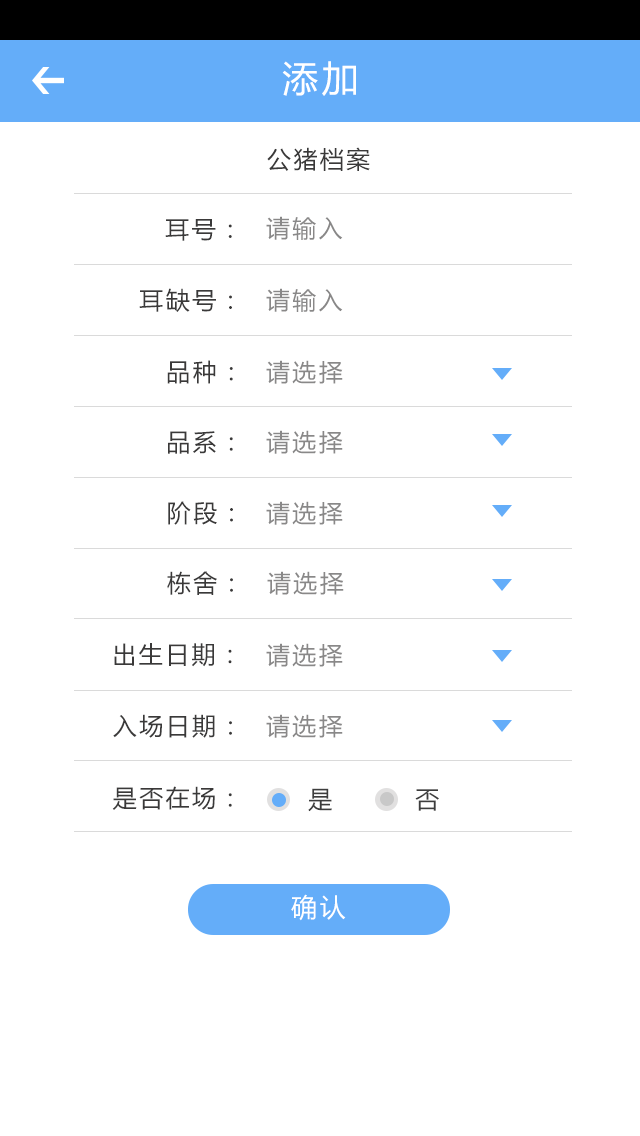 添加
公猪档案
耳号： 请输入
耳缺号： 请输入
品种： 请选择
品系： 请选择
阶段： 请选择
栋舍： 请选择
出生日期： 请选择
入场日期： 请选择
是否在场： 是 否
确认